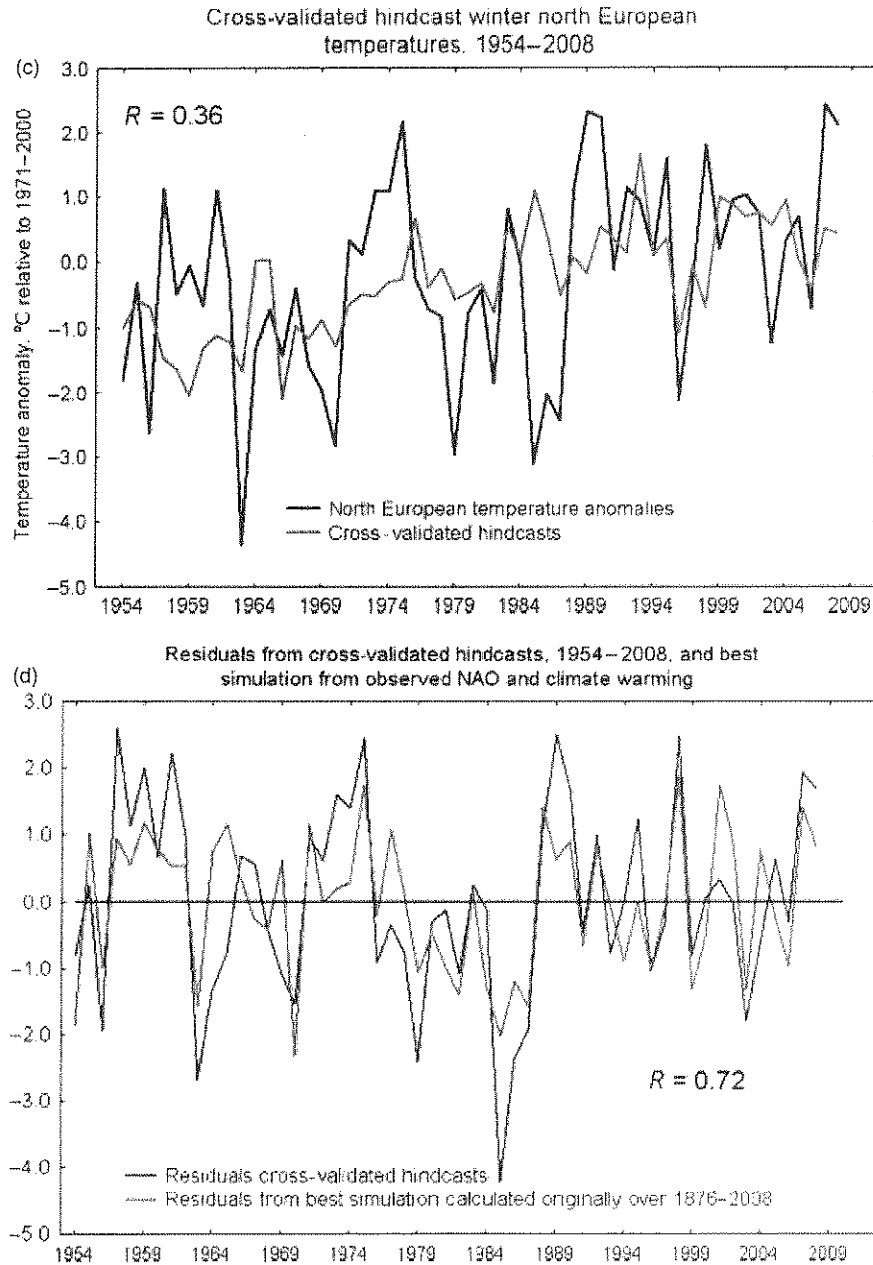 Cross-validated hindcast winter north European
temperatures. 1954–2008
(c)
3.0
2.0
1.0
0.0
–1.0
–2.0
–3.0
–4.0
–5.0
Temperature anomaly. ºC relative to 1971–2000
R = 0.36
North European temperature anomalies
Cross-validated hindcasts
1954 1959 1964 1969 1974 1979 1984 1989 1994 1999 2004 2009
Residuals from cross-validated hindcasts, 1954–2008, and best
simulation from observed NAO and climate warming
(d)
3.0
2.0
1.0
0.0
–1.0
–2.0
–3.0
–4.0
–5.0
R = 0.72
Residuals cross-validated hindcasts
Residuals from best simulation calculated originally over 1876–2008
1954 1959 1964 1969 1974 1979 1984 1989 1994 1999 2004 2009